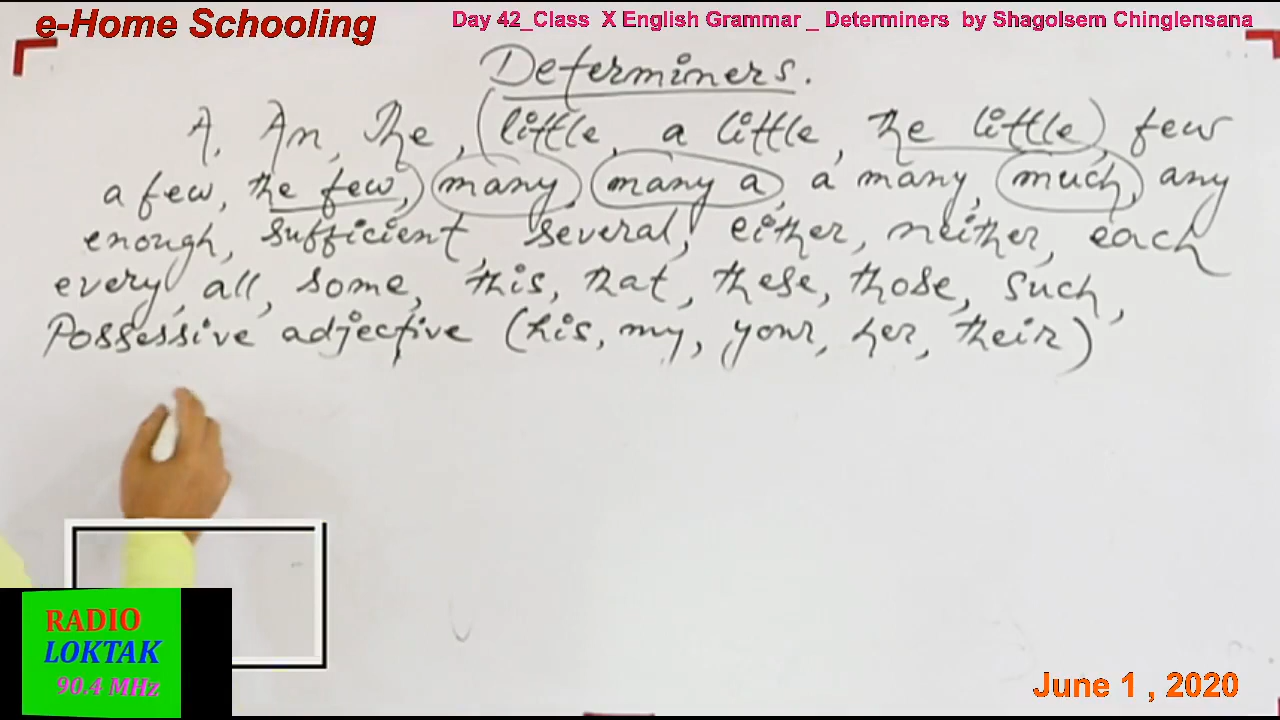 e-Home Schooling
Day 42_Class X English Grammar _ Determiners by Shagolsem Chinglensana
Determiners.
A, An, The, (little, a little, the little) few
a few, the few,) many, many a, a many, much, any
enough, sufficient, several, either, neither, each
every, all, some, this, that, these, those, such,
Possessive adjective (his, my, your, her, their)
RADIO
LOKTAK
90.4 MHz
June 1 , 2020